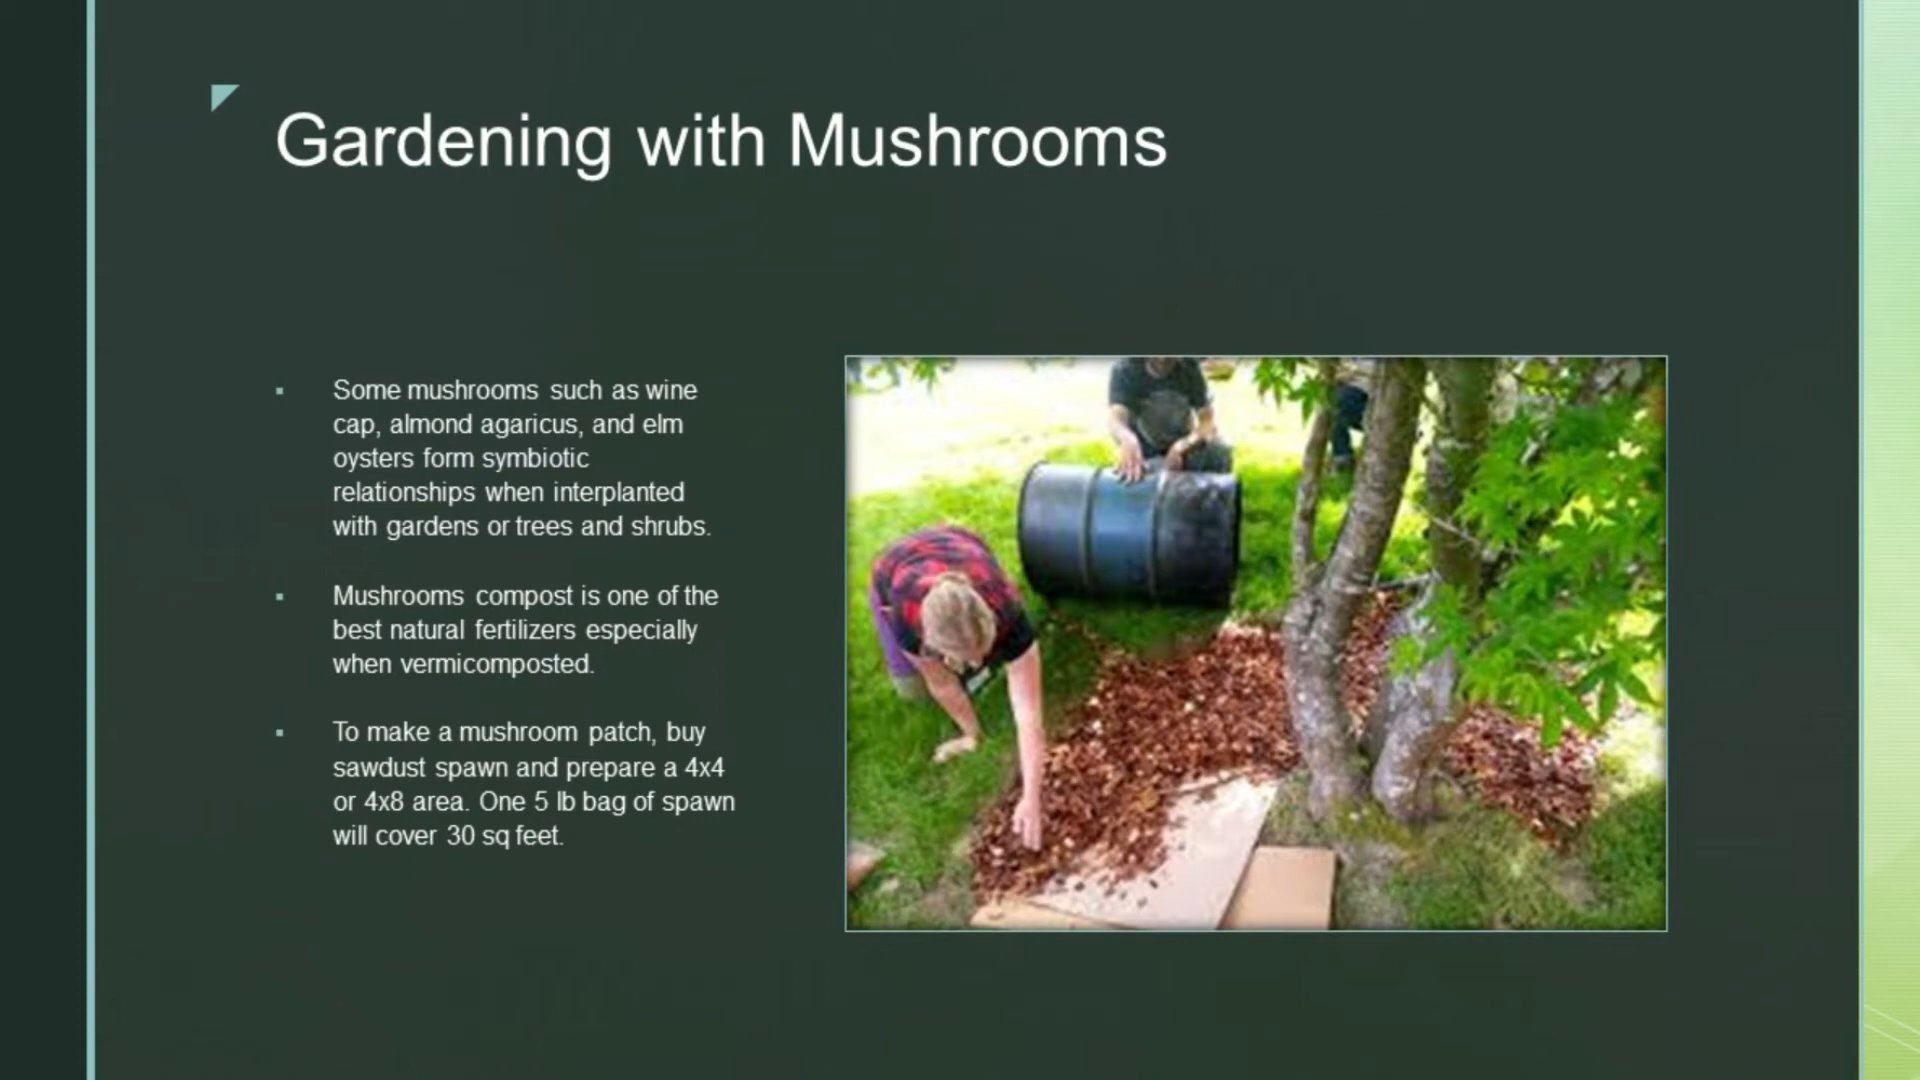 Gardening with Mushrooms
Some mushrooms such as wine
cap, almond agaricus, and elm
oysters form symbiotic
relationships when interplanted
with gardens or trees and shrubs.
Mushrooms compost is one of the
best natural fertilizers especially
when vermicomposted.
To make a mushroom patch, buy
sawdust spawn and prepare a 4x4
or 4x8 area. One 5 lb bag of spawn
will cover 30 sq feet.